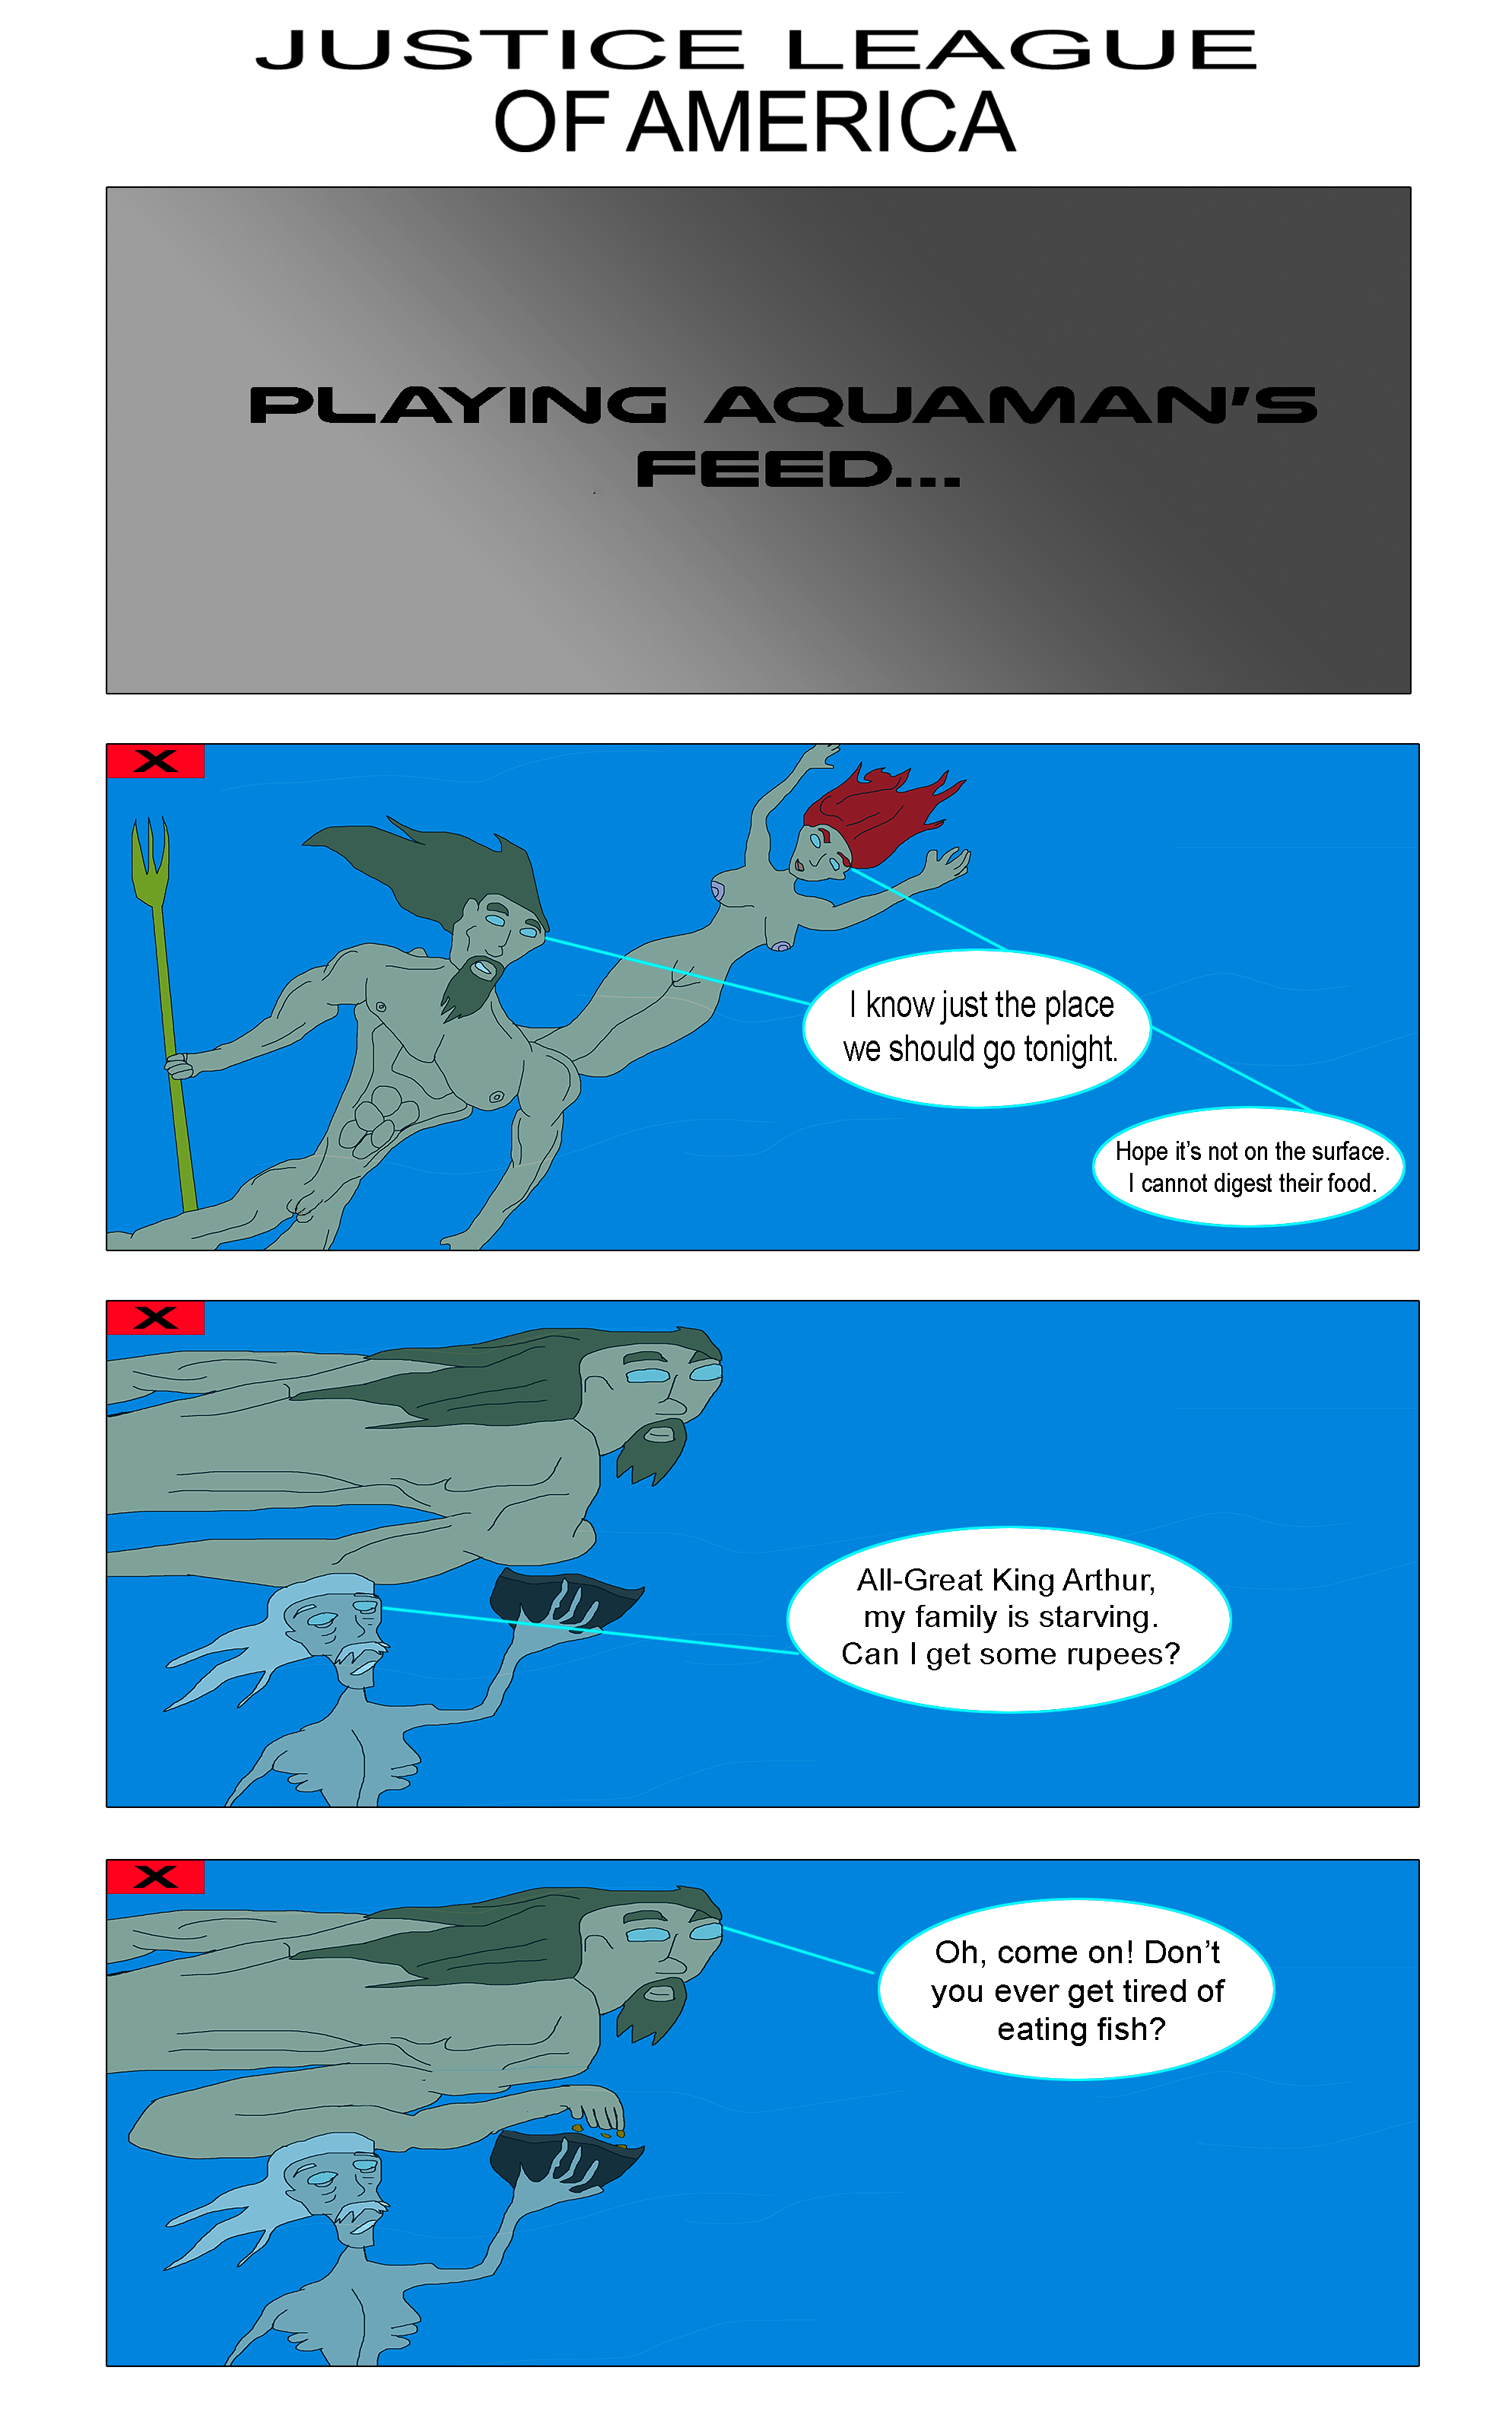 JUSTICE LEAGUE
OF AMERICA
PLAYING AQUAMAN'S
FEED...
X
I know just the place
we should go tonight.
Hope it's not on the surface.
I cannot digest their food.
X
All-Great King Arthur,
my family is starving.
Can I get some rupees?
X
Oh, come on! Don't
you ever get tired of
eating fish?